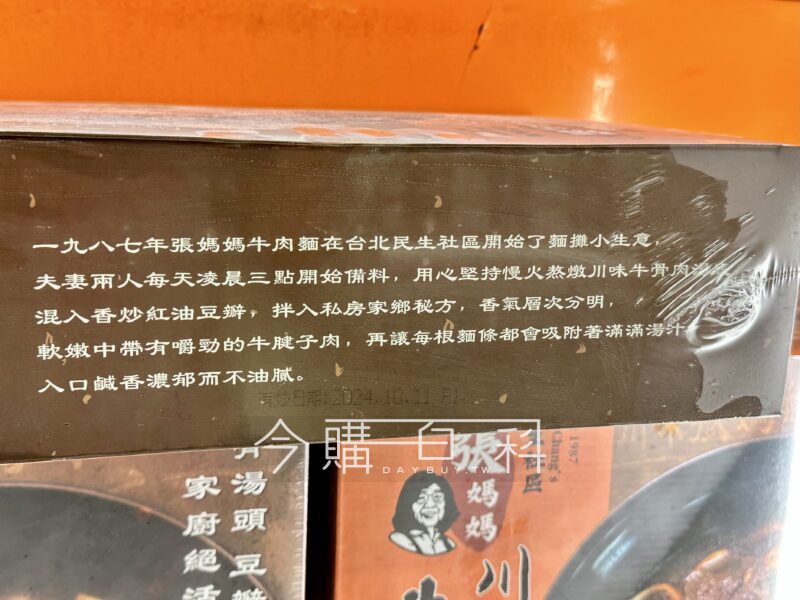 一九八七年張媽媽牛肉麵在台北民生社區開始了麵攤小生意，
夫妻兩人每天凌晨三點開始備料，用心堅持慢火熬燉川味牛骨肉湯
混入香炒紅油豆瓣，拌入私房家鄉秘方，香氣層次分明，
軟嫩中帶有嚼勁的牛腱子肉，再讓每根麵條都會吸附著滿滿湯汁
入口鹹香濃郁而不油膩。
有效日期:2024.10.11 A1
今購百科
DAYBUY.TW
1987
Chang's
張媽媽
川
湯頭豆瓣
家廚絕活